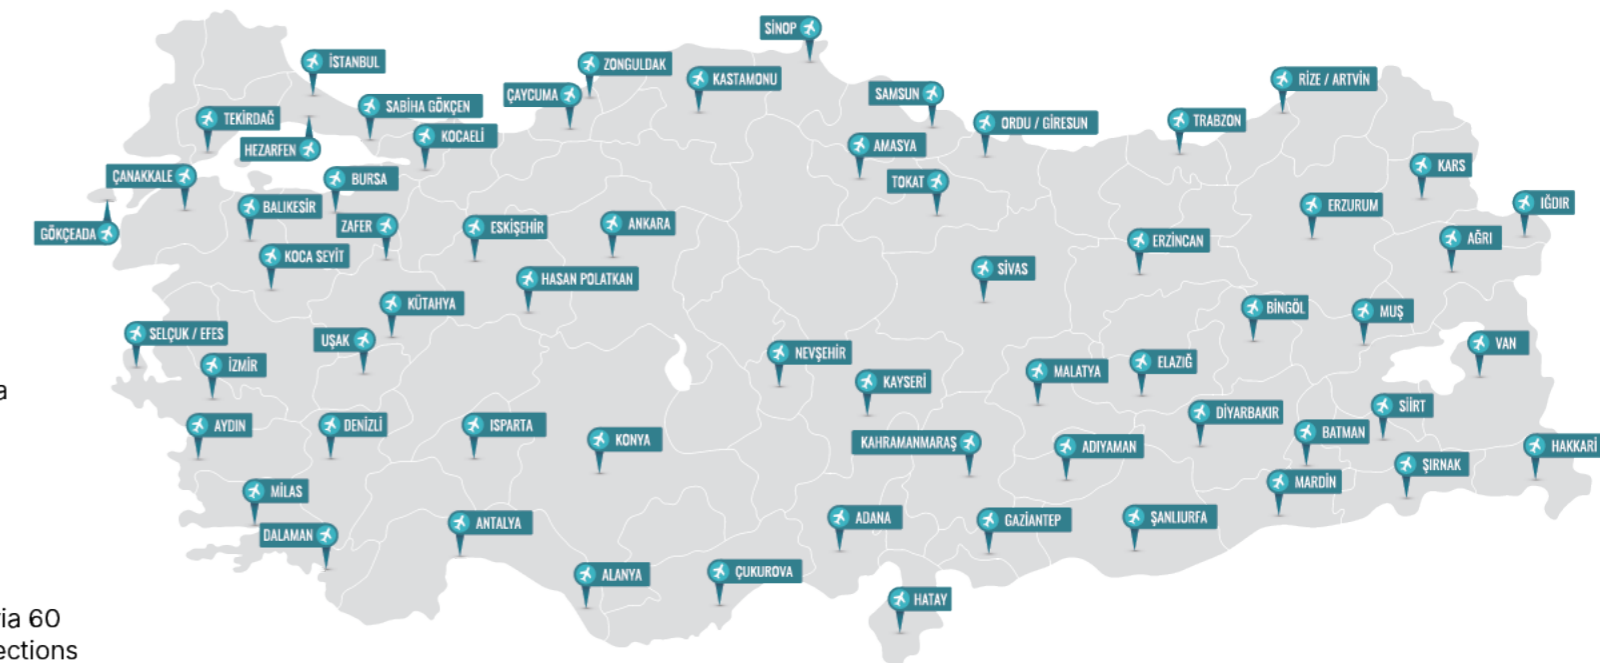 SİNOP
İSTANBUL
ZONGULDAK
KASTAMONU
RİZE / ARTVİN
ÇAYCUMA
SAMSUN
SABİHA GÖKÇEN
TEKİRDAĞ
ORDU / GİRESUN
TRABZON
KOCAELİ
HEZARFEN
AMASYA
KARS
ÇANAKKALE
BURSA
TOKAT
BALIKESİR
ERZURUM
IĞDIR
GÖKÇEADA
ZAFER
ESKİŞEHİR
ANKARA
ERZİNCAN
AĞRI
KOCA SEYİT
SİVAS
HASAN POLATKAN
KÜTAHYA
BİNGÖL
MUŞ
SELÇUK / EFES
UŞAK
VAN
İZMİR
NEVŞEHİR
ELAZIĞ
MALATYA
KAYSERİ
a
SİİRT
DİYARBAKIR
AYDIN
DENİZLİ
ISPARTA
BATMAN
KONYA
KAHRAMANMARAŞ
ADIYAMAN
HAKKARİ
ŞIRNAK
MARDİN
MİLAS
ADANA
GAZİANTEP
ŞANLIURFA
ANTALYA
DALAMAN
ÇUKUROVA
ALANYA
HATAY
ia 60
ections